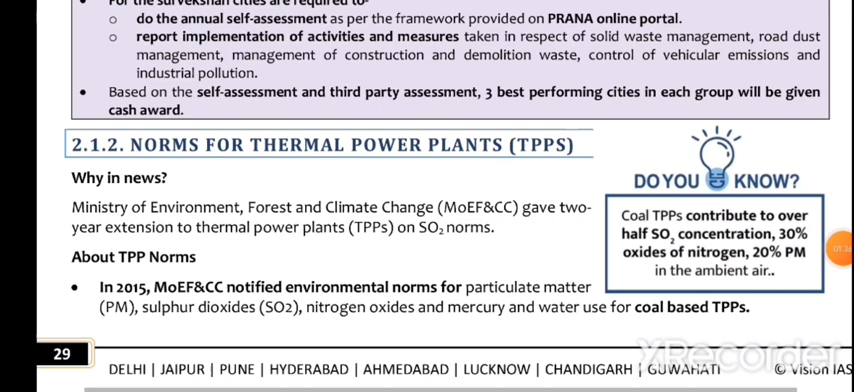 For the surveksnan cities are required to-
o do the annual self-assessment as per the framework provided on PRANA online portal.
o report implementation of activities and measures taken in respect of solid waste management, road dust
management, management of construction and demolition waste, control of vehicular emissions and
industrial pollution.
• Based on the self-assessment and third party assessment, 3 best performing cities in each group will be given
cash award.
2.1.2. NORMS FOR THERMAL POWER PLANTS (TPPS)
Why in news?
Ministry of Environment, Forest and Climate Change (MoEF&CC) gave two-
year extension to thermal power plants (TPPs) on SO₂ norms.
About TPP Norms
• In 2015, MoEF&CC notified environmental norms for particulate matter
(PM), sulphur dioxides (SO2), nitrogen oxides and mercury and water use for coal based TPPs.
DO YOU KNOW?
Coal TPPs contribute to over
half SO₂ concentration, 30%
oxides of nitrogen, 20% PM
in the ambient air..
XRecorder
29
DELHI | JAIPUR | PUNE | HYDERABAD | AHMEDABAD | LUCKNOW | CHANDIGARH | GUWAHATI
© Vision IAS